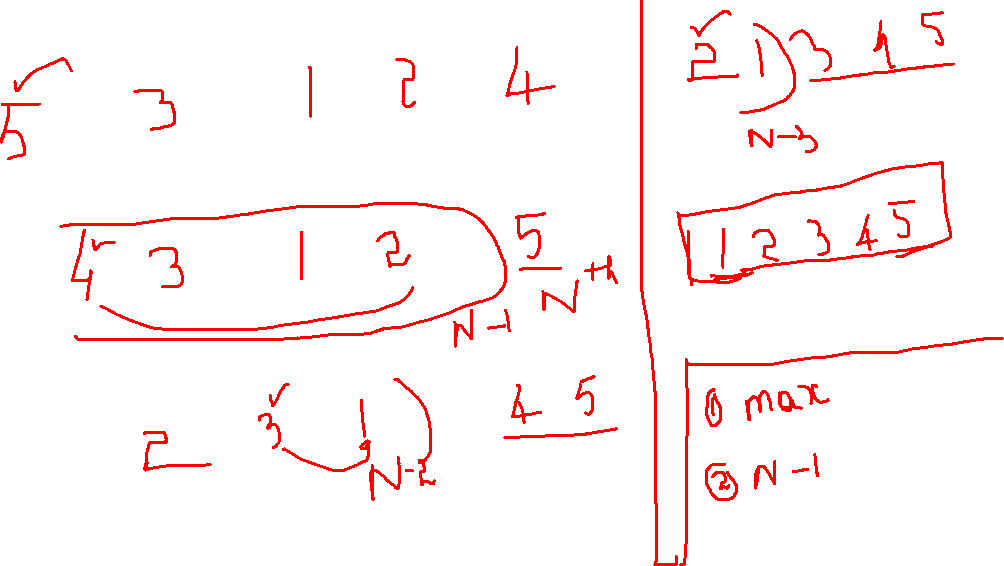 5 3 1 2 4
4 3 1 2 5
N-1 Nth
2 3 1 4 5
N-2
2 1 3 4 5
N-3
1 2 3 4 5
① max
② N-1